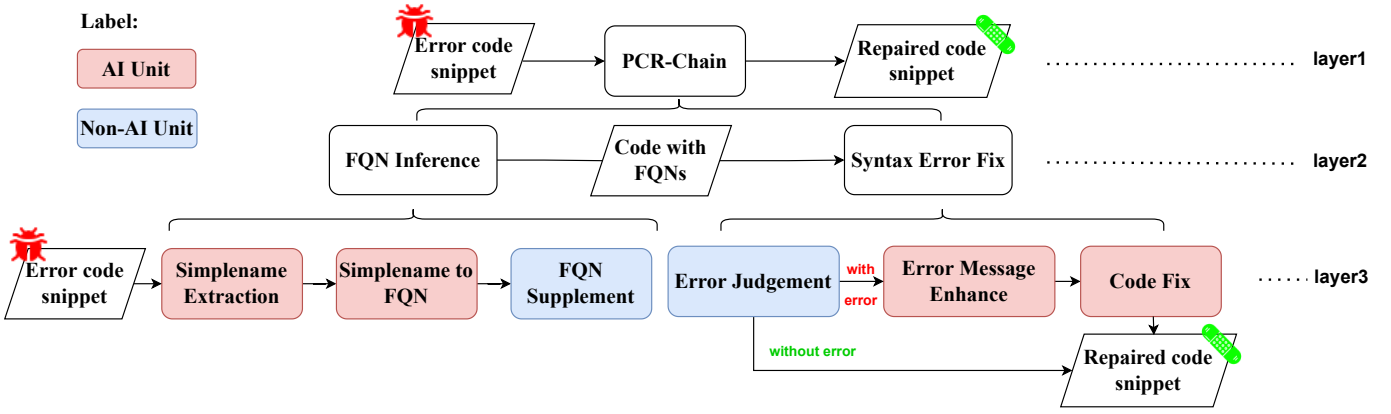 Label:
AI Unit
Non-AI Unit
Error code
snippet
PCR-Chain
Repaired code
snippet
layer1
FQN Inference
Code with
FQNs
Syntax Error Fix
layer2
Error code
snippet
Simplename
Extraction
Simplename to
FQN
FQN
Supplement
Error Judgement
with
error
Error Message
Enhance
Code Fix
layer3
without error
Repaired code
snippet